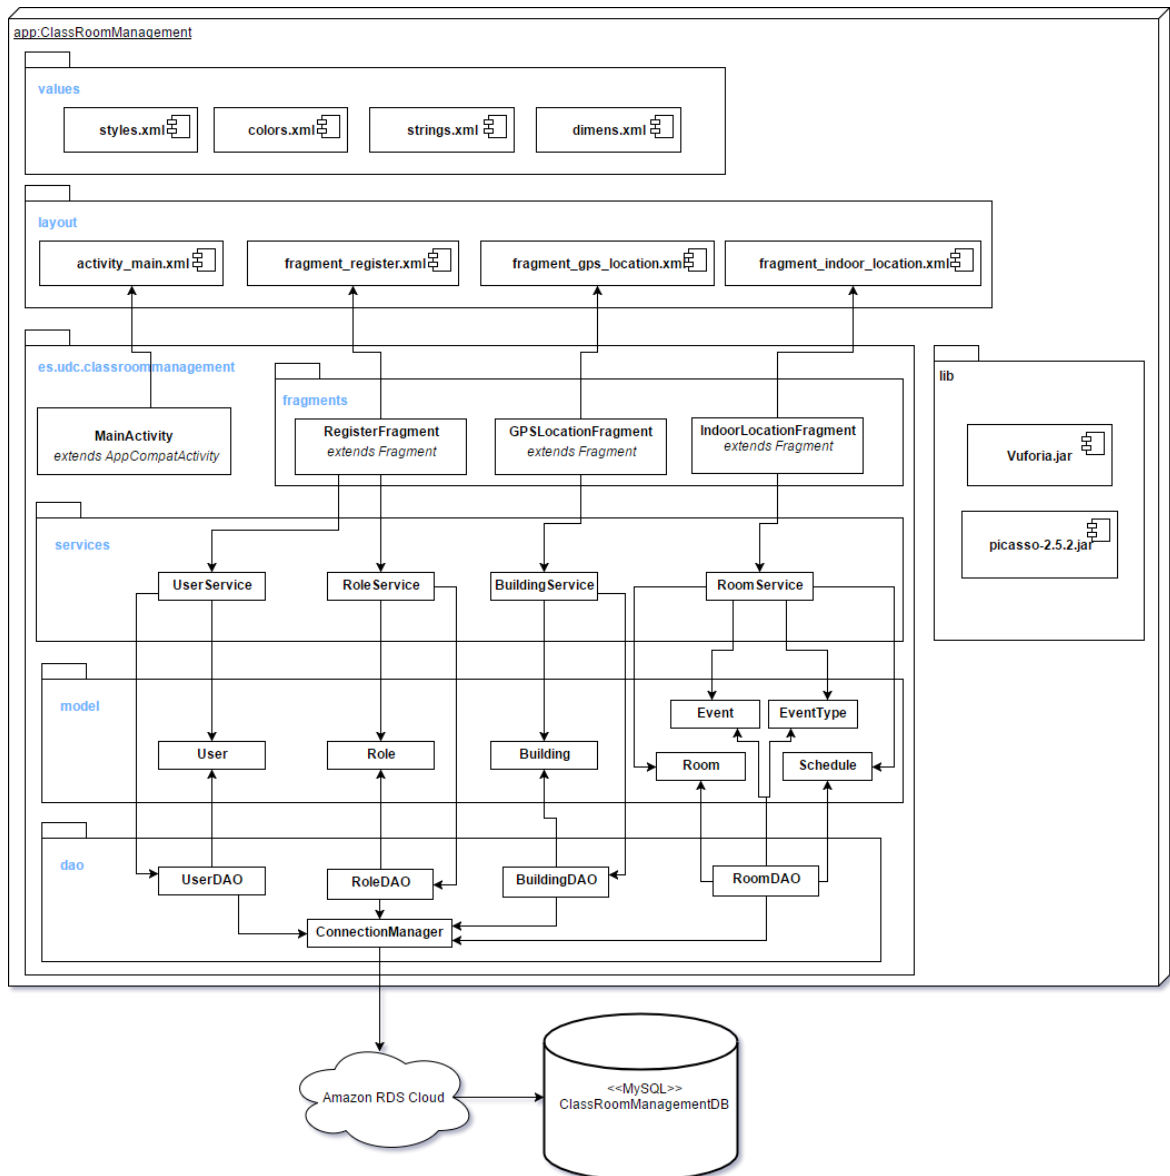 app:ClassRoomManagement
values
styles.xml
colors.xml
strings.xml
dimens.xml
layout
activity_main.xml
fragment_register.xml
fragment_gps_location.xml
fragment_indoor_location.xml
es.udc.classroommanagement
fragments
MainActivity
extends AppCompatActivity
RegisterFragment
extends Fragment
GPSLocationFragment
extends Fragment
IndoorLocationFragment
extends Fragment
lib
Vuforia.jar
picasso-2.5.2.jar
services
UserService
RoleService
BuildingService
RoomService
model
Event
EventType
User
Role
Building
Room
Schedule
dao
UserDAO
RoleDAO
BuildingDAO
RoomDAO
ConnectionManager
Amazon RDS Cloud
<<MySQL>>
ClassRoomManagementDB